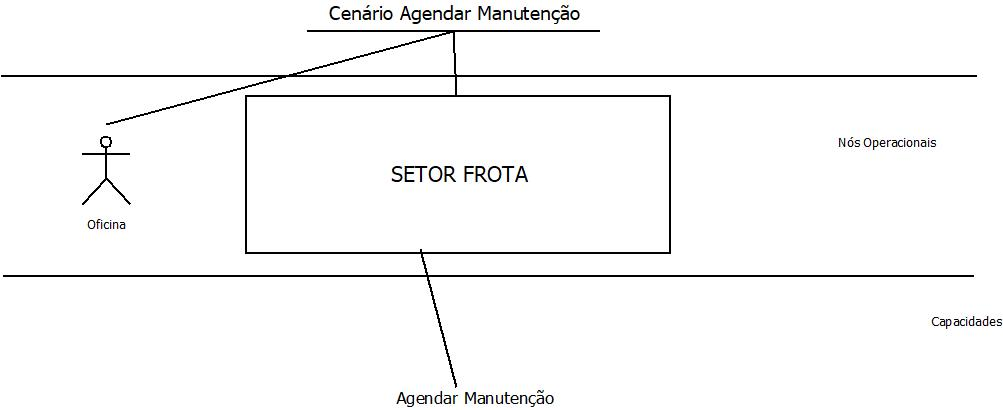 Cenário Agendar Manutenção
Nós Operacionais
SETOR FROTA
Oficina
Capacidades
Agendar Manutenção